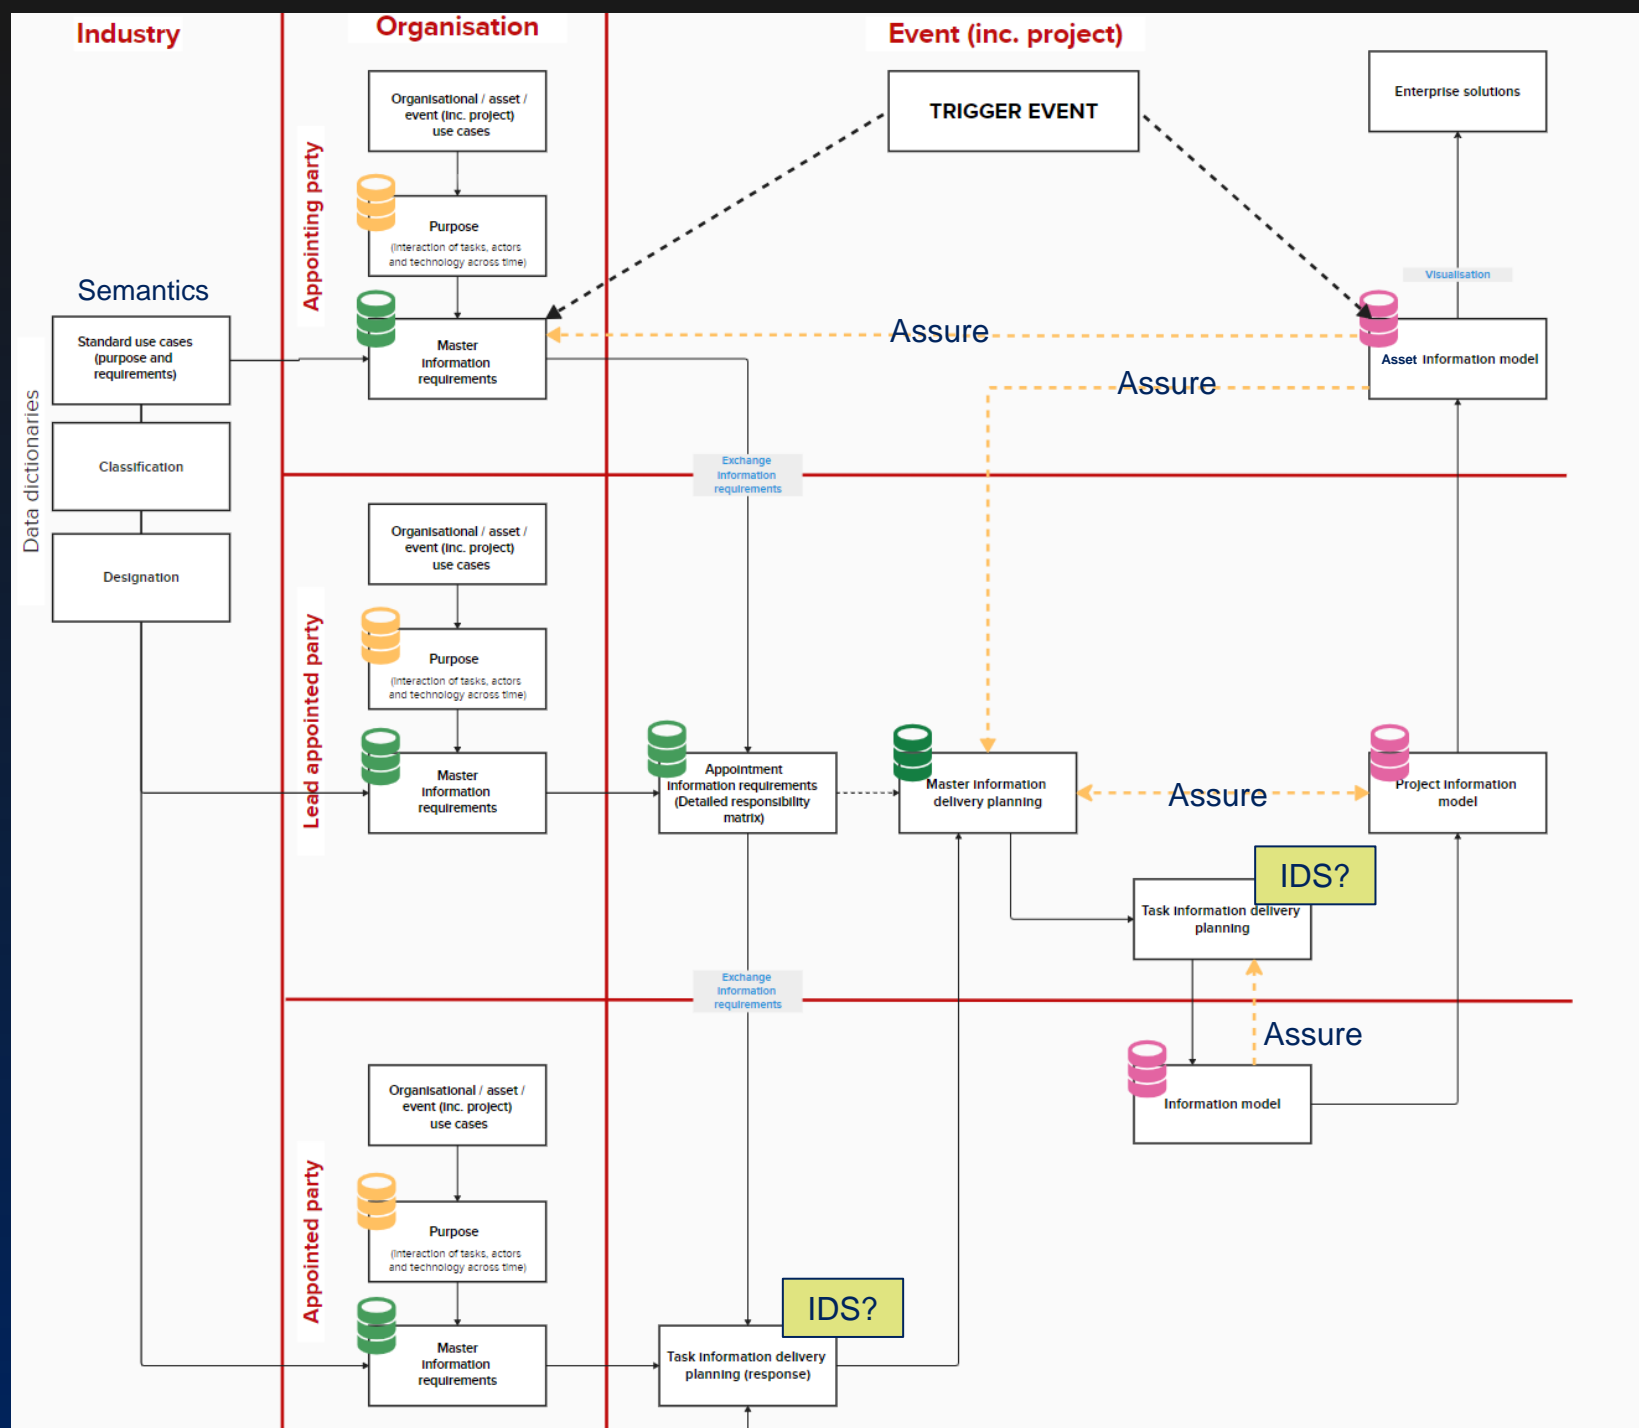 Industry
Organisation
Event (inc. project)
Organisational / asset /
event (inc. project)
use cases
TRIGGER EVENT
Enterprise solutions
Appointing party
Purpose
(Interaction of tasks, actors
and technology across time)
Semantics
Visualisation
Standard use cases
(purpose and
requirements)
Master
information
requirements
Assure
Asset information model
Assure
Data dictionaries
Classification
Exchange
information
requirements
Designation
Lead appointed party
Organisational / asset /
event (inc. project)
use cases
Purpose
(Interaction of tasks, actors
and technology across time)
Master
information
requirements
Appointment
information requirements
(Detailed responsibility
matrix)
Master information
delivery planning
Assure
Project information
model
IDS?
Task information delivery
planning
Exchange
information
requirements
Assure
Appointed party
Organisational / asset /
event (inc. project)
use cases
Information model
Purpose
(Interaction of tasks, actors
and technology across time)
IDS?
Master
information
requirements
Task information delivery
planning (response)